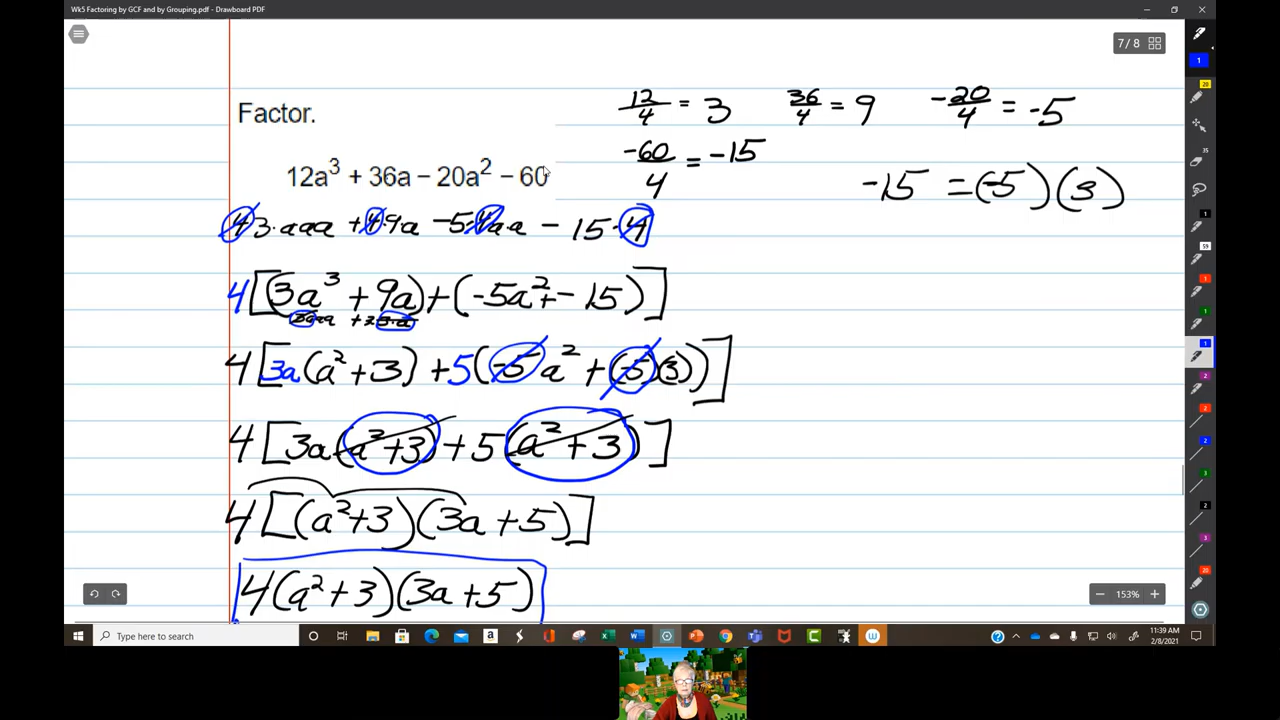 Wk5 Factoring by GCF and by Grouping.pdf - Drawboard PDF
7 / 8
Factor.
12a³ + 36a − 20a² − 60
12/4 = 3 36/4 = 9 -20/4 = -5
-60/4 = -15
-15 = (-5)(3)
4 3·aaa + 4·9a − 5·4a·a − 15·4
4[(3a³ + 9a) + (-5a² + - 15)]
4[3a(a² + 3) + 5((-5)a² + (-5)(3))]
4[3a(a² + 3) + 5(a² + 3)]
4[(a² + 3)(3a + 5)]
4(a² + 3)(3a + 5)
153%
Type here to search
11:39 AM
2/8/2021